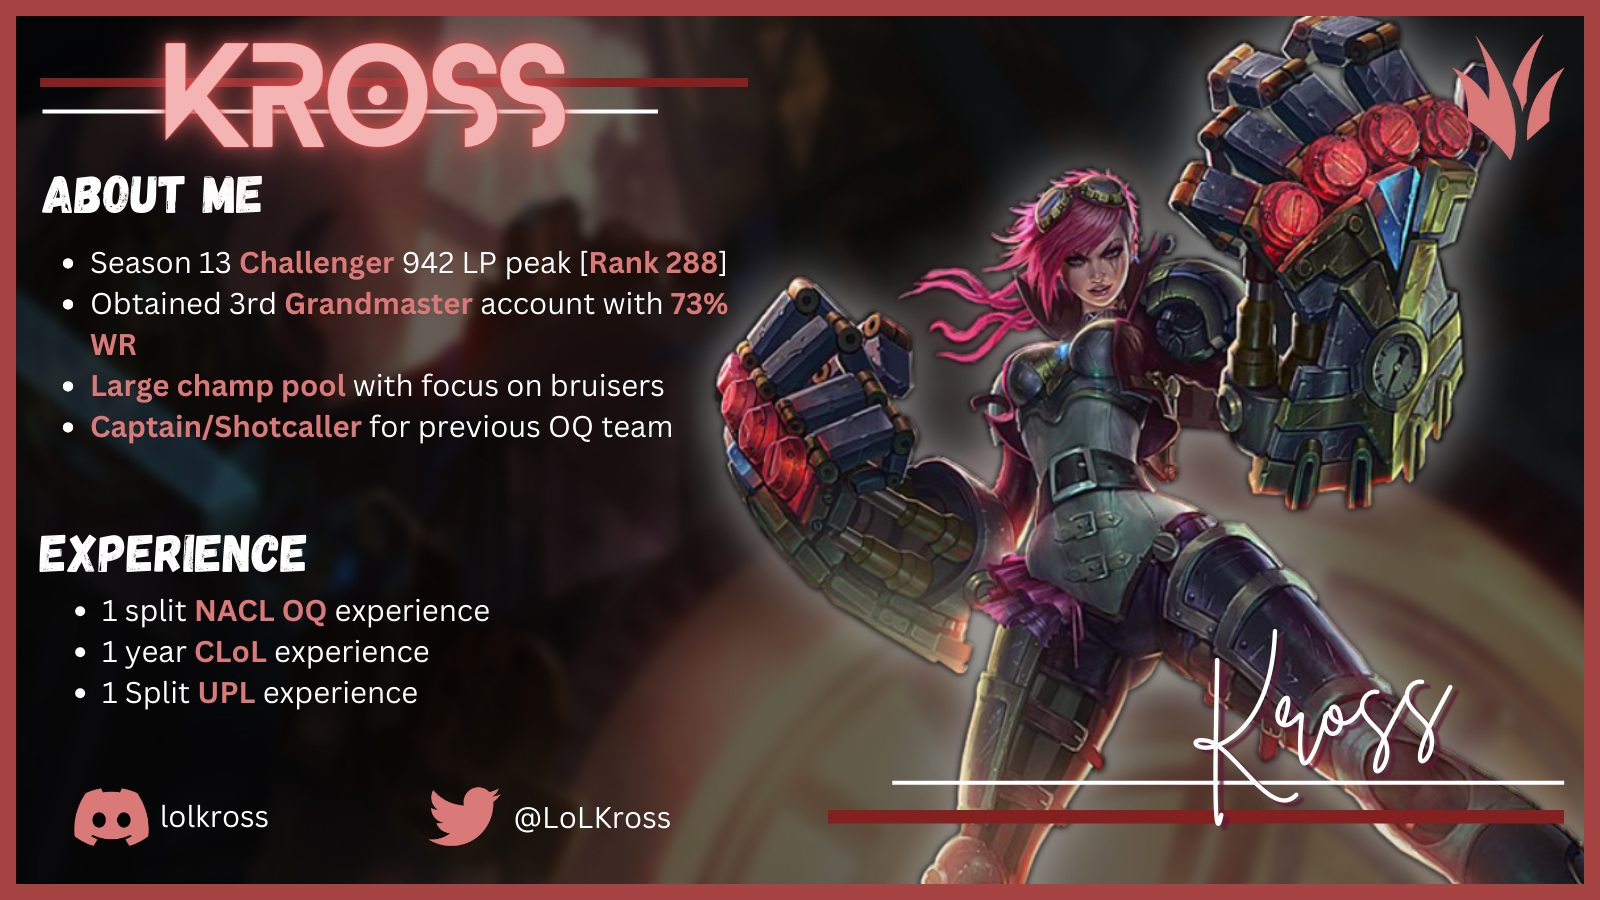 KROSS
ABOUT ME
• Season 13 Challenger 942 LP peak [Rank 288]
• Obtained 3rd Grandmaster account with 73%
WR
• Large champ pool with focus on bruisers
• Captain/Shotcaller for previous OQ team
EXPERIENCE
• 1 split NACL OQ experience
• 1 year CLoL experience
• 1 Split UPL experience
Kross
lolkross
@LoLKross